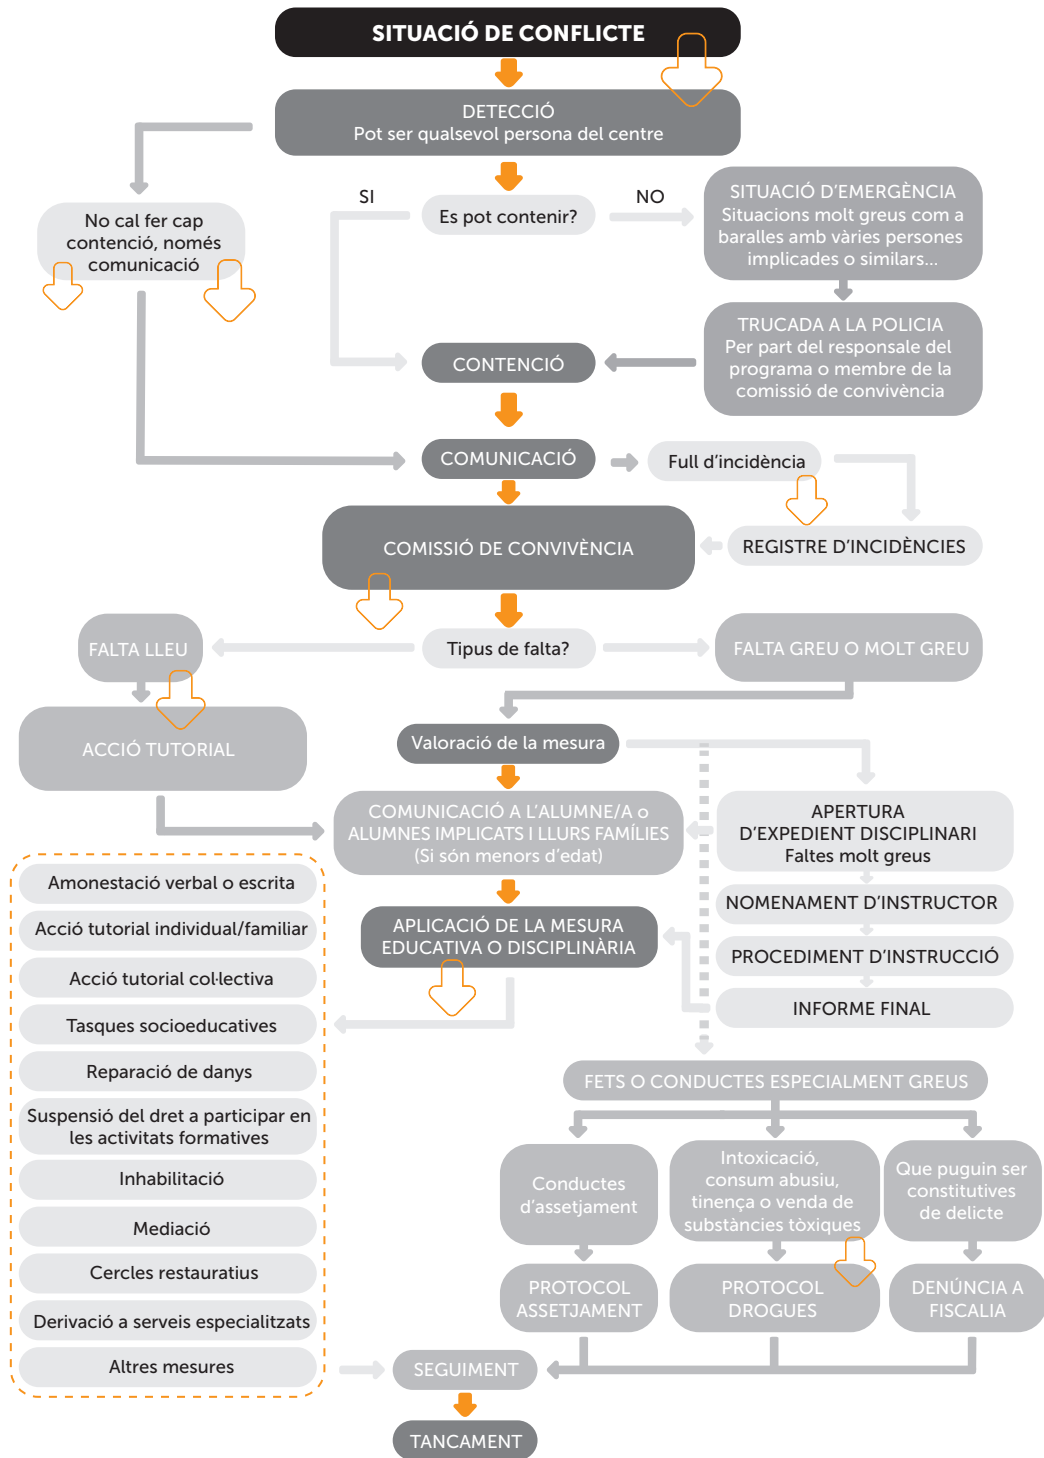 SITUACIÓ DE CONFLICTE
DETECCIÓ
Pot ser qualsevol persona del centre
SI
Es pot contenir?
NO
No cal fer cap
contenció, només
comunicació
SITUACIÓ D'EMERGÈNCIA
Situacions molt greus com a
baralles amb vàries persones
implicades o similars...
TRUCADA A LA POLICIA
Per part del responsale del
programa o membre de la
comissió de convivència
CONTENCIÓ
COMUNICACIÓ
Full d'incidència
COMISSIÓ DE CONVIVÈNCIA
REGISTRE D'INCIDÈNCIES
FALTA LLEU
Tipus de falta?
FALTA GREU O MOLT GREU
ACCIÓ TUTORIAL
Valoració de la mesura
COMUNICACIÓ A L'ALUMNE/A o
ALUMNES IMPLICATS I LLURS FAMÍLIES
(Si són menors d'edat)
APERTURA
D'EXPEDIENT DISCIPLINARI
Faltes molt greus
NOMENAMENT D'INSTRUCTOR
PROCEDIMENT D'INSTRUCCIÓ
INFORME FINAL
APLICACIÓ DE LA MESURA
EDUCATIVA O DISCIPLINÀRIA
Amonestació verbal o escrita
Acció tutorial individual/familiar
Acció tutorial col·lectiva
Tasques socioeducatives
Reparació de danys
Suspensió del dret a participar en
les activitats formatives
Inhabilitació
Mediació
Cercles restauratius
Derivació a serveis especialitzats
Altres mesures
FETS O CONDUCTES ESPECIALMENT GREUS
Conductes
d'assetjament
Intoxicació,
consum abusiu,
tinença o venda de
substàncies tòxiques
Que puguin ser
constitutives
de delicte
PROTOCOL
ASSETJAMENT
PROTOCOL
DROGUES
DENÚNCIA A
FISCALIA
SEGUIMENT
TANCAMENT